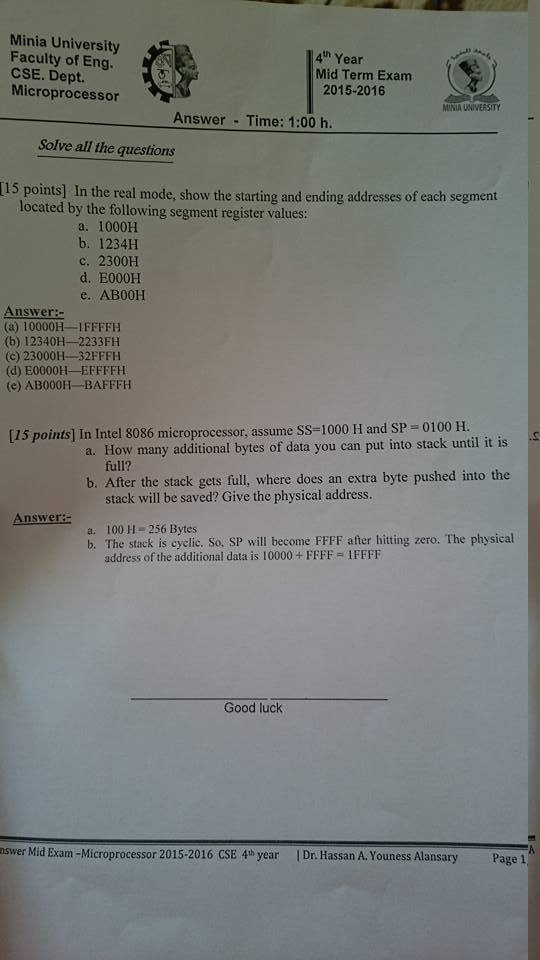 Minia University
Faculty of Eng.
CSE. Dept.
Microprocessor
4th Year
Mid Term Exam
2015-2016
MINIA UNIVERSITY
Answer - Time: 1:00 h.
Solve all the questions
[15 points] In the real mode, show the starting and ending addresses of each segment
located by the following segment register values:
a. 1000H
b. 1234H
c. 2300H
d. E000H
e. AB00H
Answer:-
(a) 10000H—1FFFFH
(b) 12340H—2233FH
(c) 23000H—32FFFH
(d) E0000H—EFFFFH
(e) AB000H—BAFFFH
[15 points] In Intel 8086 microprocessor, assume SS=1000 H and SP = 0100 H.
a. How many additional bytes of data you can put into stack until it is
full?
b. After the stack gets full, where does an extra byte pushed into the
stack will be saved? Give the physical address.
Answer:-
a. 100 H = 256 Bytes
b. The stack is cyclic. So, SP will become FFFF after hitting zero. The physical
address of the additional data is 10000 + FFFF = 1FFFF
Good luck
nswer Mid Exam –Microprocessor 2015-2016 CSE 4th year | Dr. Hassan A. Youness Alansary Page 1